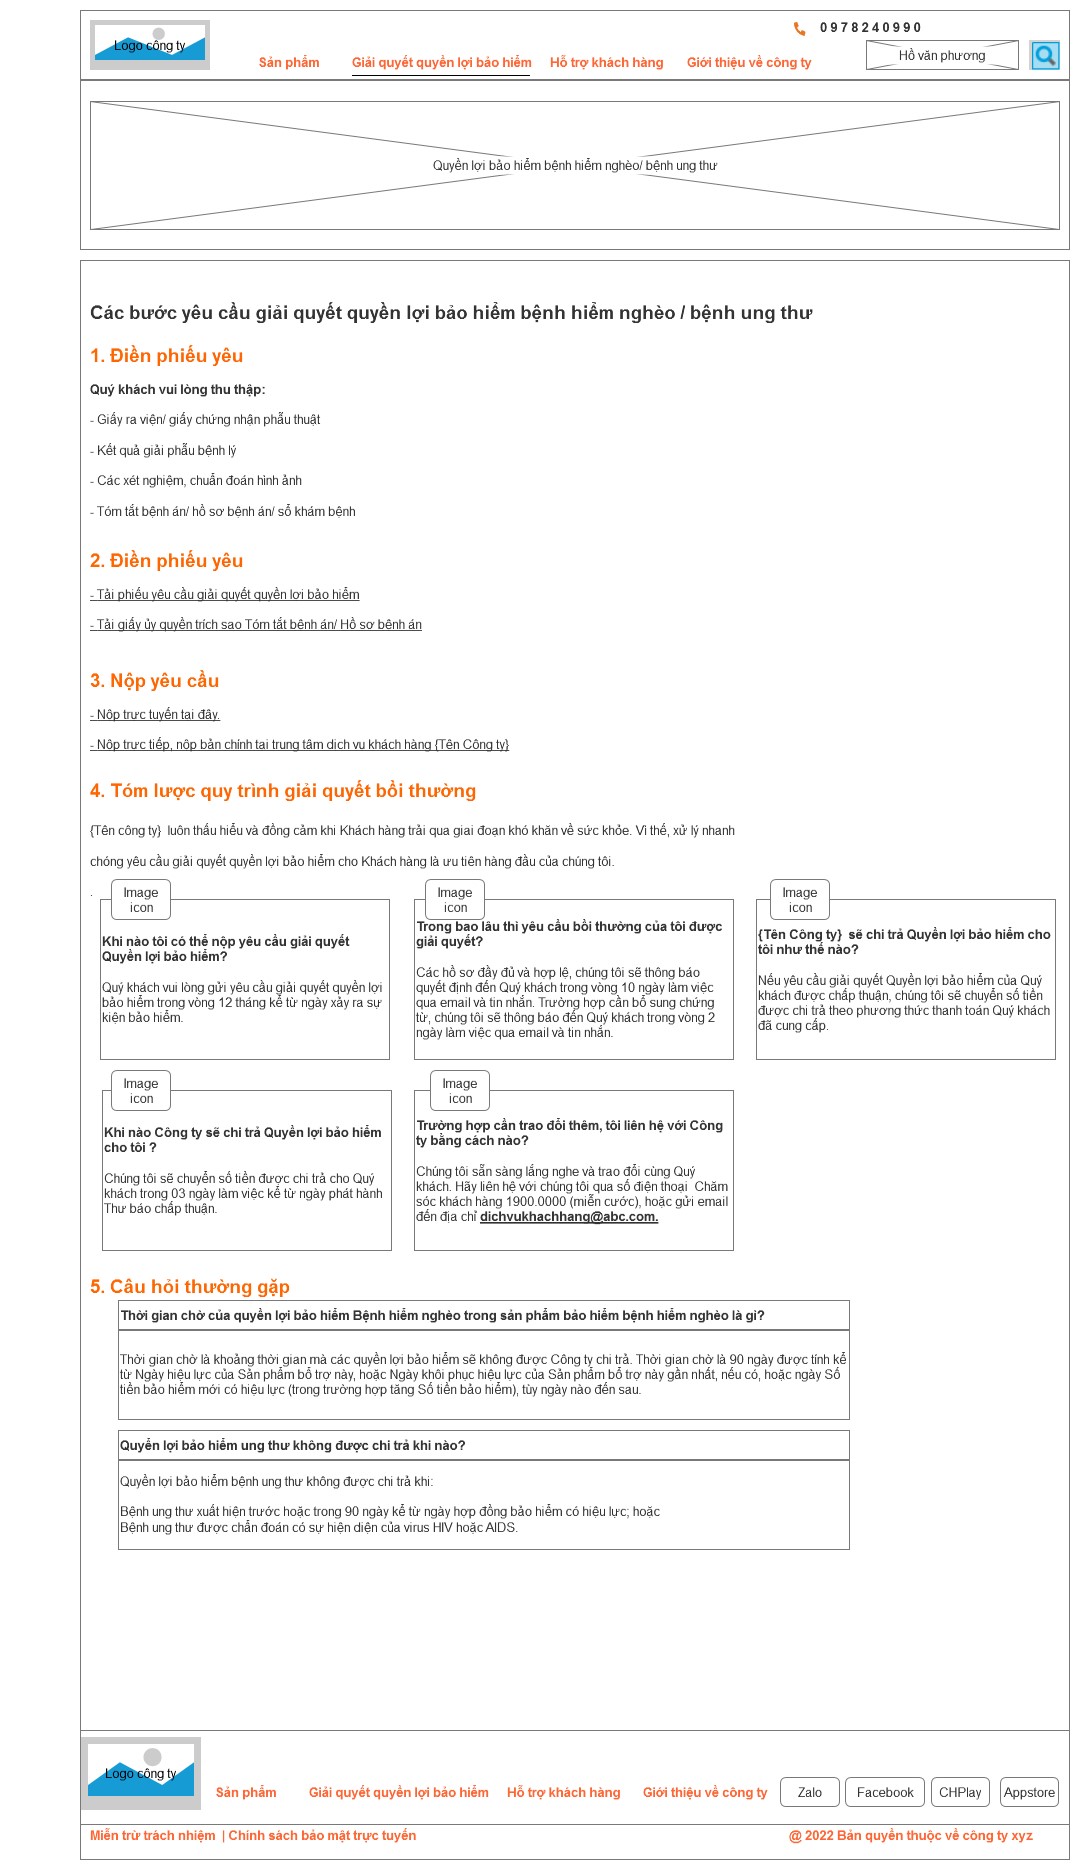 Logo công ty
0978240990
Sản phẩm
Giải quyết quyền lợi bảo hiểm
Hỗ trợ khách hàng
Giới thiệu về công ty
Hồ văn phương
Quyền lợi bảo hiểm bệnh hiểm nghèo/ bệnh ung thư
Các bước yêu cầu giải quyết quyền lợi bảo hiểm bệnh hiểm nghèo / bệnh ung thư
1. Điền phiếu yêu
Quý khách vui lòng thu thập:
- Giấy ra viện/ giấy chứng nhận phẫu thuật
- Kết quả giải phẫu bệnh lý
- Các xét nghiệm, chuẩn đoán hình ảnh
- Tóm tắt bệnh án/ hồ sơ bệnh án/ sổ khám bệnh
2. Điền phiếu yêu
- Tải phiếu yêu cầu giải quyết quyền lợi bảo hiểm
- Tải giấy ủy quyền trích sao Tóm tắt bệnh án/ Hồ sơ bệnh án
3. Nộp yêu cầu
- Nộp trực tuyến tại đây.
- Nộp trực tiếp, nộp bản chính tại trung tâm dịch vụ khách hàng {Tên Công ty}
4. Tóm lược quy trình giải quyết bồi thường
{Tên công ty}  luôn thấu hiểu và đồng cảm khi Khách hàng trải qua giai đoạn khó khăn về sức khỏe. Vì thế, xử lý nhanh
chóng yêu cầu giải quyết quyền lợi bảo hiểm cho Khách hàng là ưu tiên hàng đầu của chúng tôi.
.
Image
icon
Khi nào tôi có thể nộp yêu cầu giải quyết
Quyền lợi bảo hiểm?
Quý khách vui lòng gửi yêu cầu giải quyết quyền lợi
bảo hiểm trong vòng 12 tháng kể từ ngày xảy ra sự
kiện bảo hiểm.
Image
icon
Trong bao lâu thì yêu cầu bồi thường của tôi được
giải quyết?
Các hồ sơ đầy đủ và hợp lệ, chúng tôi sẽ thông báo
quyết định đến Quý khách trong vòng 10 ngày làm việc
qua email và tin nhắn. Trường hợp cần bổ sung chứng
từ, chúng tôi sẽ thông báo đến Quý khách trong vòng 2
ngày làm việc qua email và tin nhắn.
Image
icon
{Tên Công ty}  sẽ chi trả Quyền lợi bảo hiểm cho
tôi như thế nào?
Nếu yêu cầu giải quyết Quyền lợi bảo hiểm của Quý
khách được chấp thuận, chúng tôi sẽ chuyển số tiền
được chi trả theo phương thức thanh toán Quý khách
đã cung cấp.
Image
icon
Khi nào Công ty sẽ chi trả Quyền lợi bảo hiểm
cho tôi ?
Chúng tôi sẽ chuyển số tiền được chi trả cho Quý
khách trong 03 ngày làm việc kể từ ngày phát hành
Thư báo chấp thuận.
Image
icon
Trường hợp cần trao đổi thêm, tôi liên hệ với Công
ty bằng cách nào?
Chúng tôi sẵn sàng lắng nghe và trao đổi cùng Quý
khách. Hãy liên hệ với chúng tôi qua số điện thoại  Chăm
sóc khách hàng 1900.0000 (miễn cước), hoặc gửi email
đến địa chỉ dichvukhachhang@abc.com.
5. Câu hỏi thường gặp
Thời gian chờ của quyền lợi bảo hiểm Bệnh hiểm nghèo trong sản phẩm bảo hiểm bệnh hiểm nghèo là gì?
Thời gian chờ là khoảng thời gian mà các quyền lợi bảo hiểm sẽ không được Công ty chi trả. Thời gian chờ là 90 ngày được tính kể
từ Ngày hiệu lực của Sản phẩm bổ trợ này, hoặc Ngày khôi phục hiệu lực của Sản phẩm bổ trợ này gần nhất, nếu có, hoặc ngày Số
tiền bảo hiểm mới có hiệu lực (trong trường hợp tăng Số tiền bảo hiểm), tùy ngày nào đến sau.
Quyền lợi bảo hiểm ung thư không được chi trả khi nào?
Quyền lợi bảo hiểm bệnh ung thư không được chi trả khi:
Bệnh ung thư xuất hiện trước hoặc trong 90 ngày kể từ ngày hợp đồng bảo hiểm có hiệu lực; hoặc
Bệnh ung thư được chẩn đoán có sự hiện diện của virus HIV hoặc AIDS.
Logo công ty
Sản phẩm
Giải quyết quyền lợi bảo hiểm
Hỗ trợ khách hàng
Giới thiệu về công ty
Zalo
Facebook
CHPlay
Appstore
Miễn trừ trách nhiệm  | Chính sách bảo mật trực tuyến
@ 2022 Bản quyền thuộc về công ty xyz